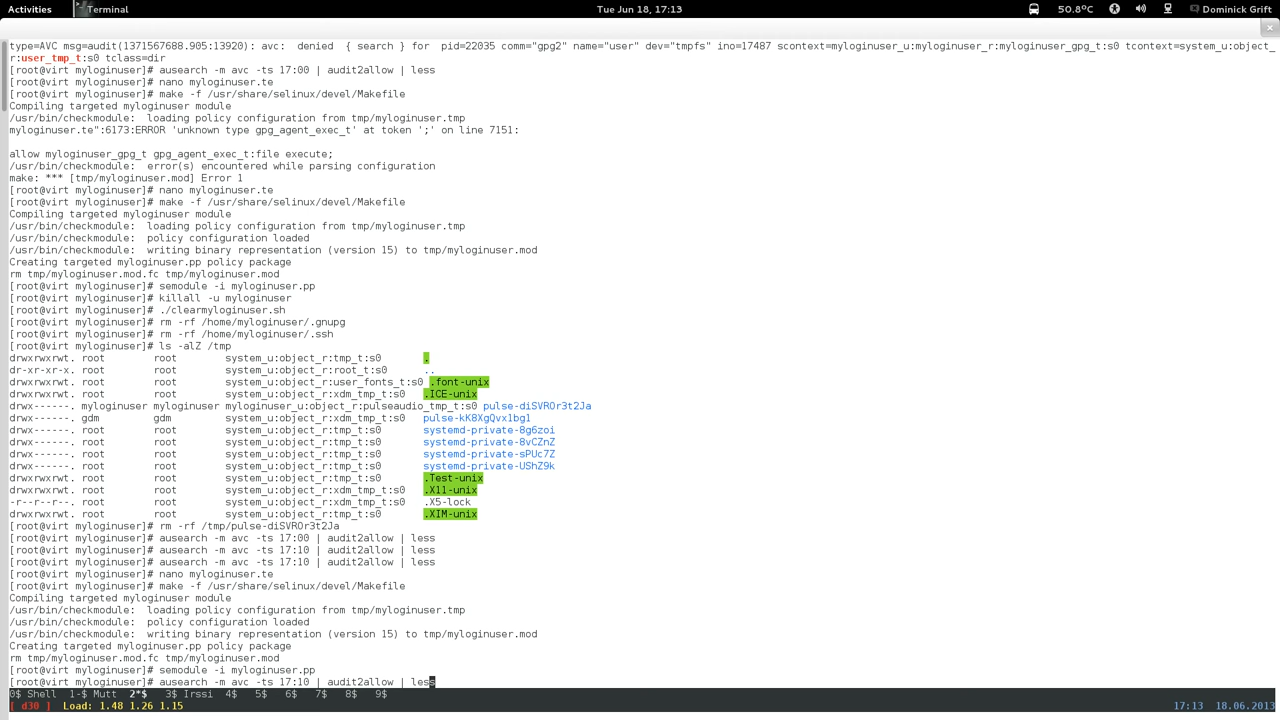 Activities Terminal Tue Jun 18, 17:13 50.8°C Dominick Grift
type=AVC msg=audit(1371567688.905:13920): avc:  denied  { search } for  pid=22035 comm="gpg2" name="user" dev="tmpfs" ino=17487 scontext=myloginuser_u:myloginuser_r:myloginuser_gpg_t:s0 tcontext=system_u:object_
r:user_tmp_t:s0 tclass=dir
[root@virt myloginuser]# ausearch -m avc -ts 17:00 | audit2allow | less
[root@virt myloginuser]# nano myloginuser.te
[root@virt myloginuser]# make -f /usr/share/selinux/devel/Makefile
Compiling targeted myloginuser module
/usr/bin/checkmodule:  loading policy configuration from tmp/myloginuser.tmp
myloginuser.te":6173:ERROR 'unknown type gpg_agent_exec_t' at token ';' on line 7151:
allow myloginuser_gpg_t gpg_agent_exec_t:file execute;
/usr/bin/checkmodule:  error(s) encountered while parsing configuration
make: *** [tmp/myloginuser.mod] Error 1
[root@virt myloginuser]# nano myloginuser.te
[root@virt myloginuser]# make -f /usr/share/selinux/devel/Makefile
Compiling targeted myloginuser module
/usr/bin/checkmodule:  loading policy configuration from tmp/myloginuser.tmp
/usr/bin/checkmodule:  policy configuration loaded
/usr/bin/checkmodule:  writing binary representation (version 15) to tmp/myloginuser.mod
Creating targeted myloginuser.pp policy package
rm tmp/myloginuser.mod.fc tmp/myloginuser.mod
[root@virt myloginuser]# semodule -i myloginuser.pp
[root@virt myloginuser]# killall -u myloginuser
[root@virt myloginuser]# ./clearmyloginuser.sh
[root@virt myloginuser]# rm -rf /home/myloginuser/.gnupg
[root@virt myloginuser]# rm -rf /home/myloginuser/.ssh
[root@virt myloginuser]# ls -alZ /tmp
drwxrwxrwt. root root system_u:object_r:tmp_t:s0 .
dr-xr-xr-x. root root system_u:object_r:root_t:s0 ..
drwxrwxrwt. root root system_u:object_r:user_fonts_t:s0 .font-unix
drwxrwxrwt. root root system_u:object_r:xdm_tmp_t:s0 .ICE-unix
drwx------. myloginuser myloginuser myloginuser_u:object_r:pulseaudio_tmp_t:s0 pulse-diSVROr3t2Ja
drwx------. gdm gdm system_u:object_r:xdm_tmp_t:s0 pulse-kK8XgQvx1bgl
drwx------. root root system_u:object_r:tmp_t:s0 systemd-private-8g6zoi
drwx------. root root system_u:object_r:tmp_t:s0 systemd-private-8vCZnZ
drwx------. root root system_u:object_r:tmp_t:s0 systemd-private-sPUc7Z
drwx------. root root system_u:object_r:tmp_t:s0 systemd-private-UShZ9k
drwxrwxrwt. root root system_u:object_r:tmp_t:s0 .Test-unix
drwxrwxrwt. root root system_u:object_r:xdm_tmp_t:s0 .X11-unix
-r--r--r--. root root system_u:object_r:xdm_tmp_t:s0 .X5-lock
drwxrwxrwt. root root system_u:object_r:tmp_t:s0 .XIM-unix
[root@virt myloginuser]# rm -rf /tmp/pulse-diSVROr3t2Ja
[root@virt myloginuser]# ausearch -m avc -ts 17:00 | audit2allow | less
[root@virt myloginuser]# ausearch -m avc -ts 17:10 | audit2allow | less
[root@virt myloginuser]# ausearch -m avc -ts 17:10 | audit2allow | less
[root@virt myloginuser]# nano myloginuser.te
[root@virt myloginuser]# make -f /usr/share/selinux/devel/Makefile
Compiling targeted myloginuser module
/usr/bin/checkmodule:  loading policy configuration from tmp/myloginuser.tmp
/usr/bin/checkmodule:  policy configuration loaded
/usr/bin/checkmodule:  writing binary representation (version 15) to tmp/myloginuser.mod
Creating targeted myloginuser.pp policy package
rm tmp/myloginuser.mod.fc tmp/myloginuser.mod
[root@virt myloginuser]# semodule -i myloginuser.pp
[root@virt myloginuser]# ausearch -m avc -ts 17:10 | audit2allow | less
0$ Shell  1-$ Mutt  2*$  3$ Irssi  4$  5$  6$  7$  8$  9$
[ d30 ] Load: 1.48 1.26 1.15 17:13 18.06.2013